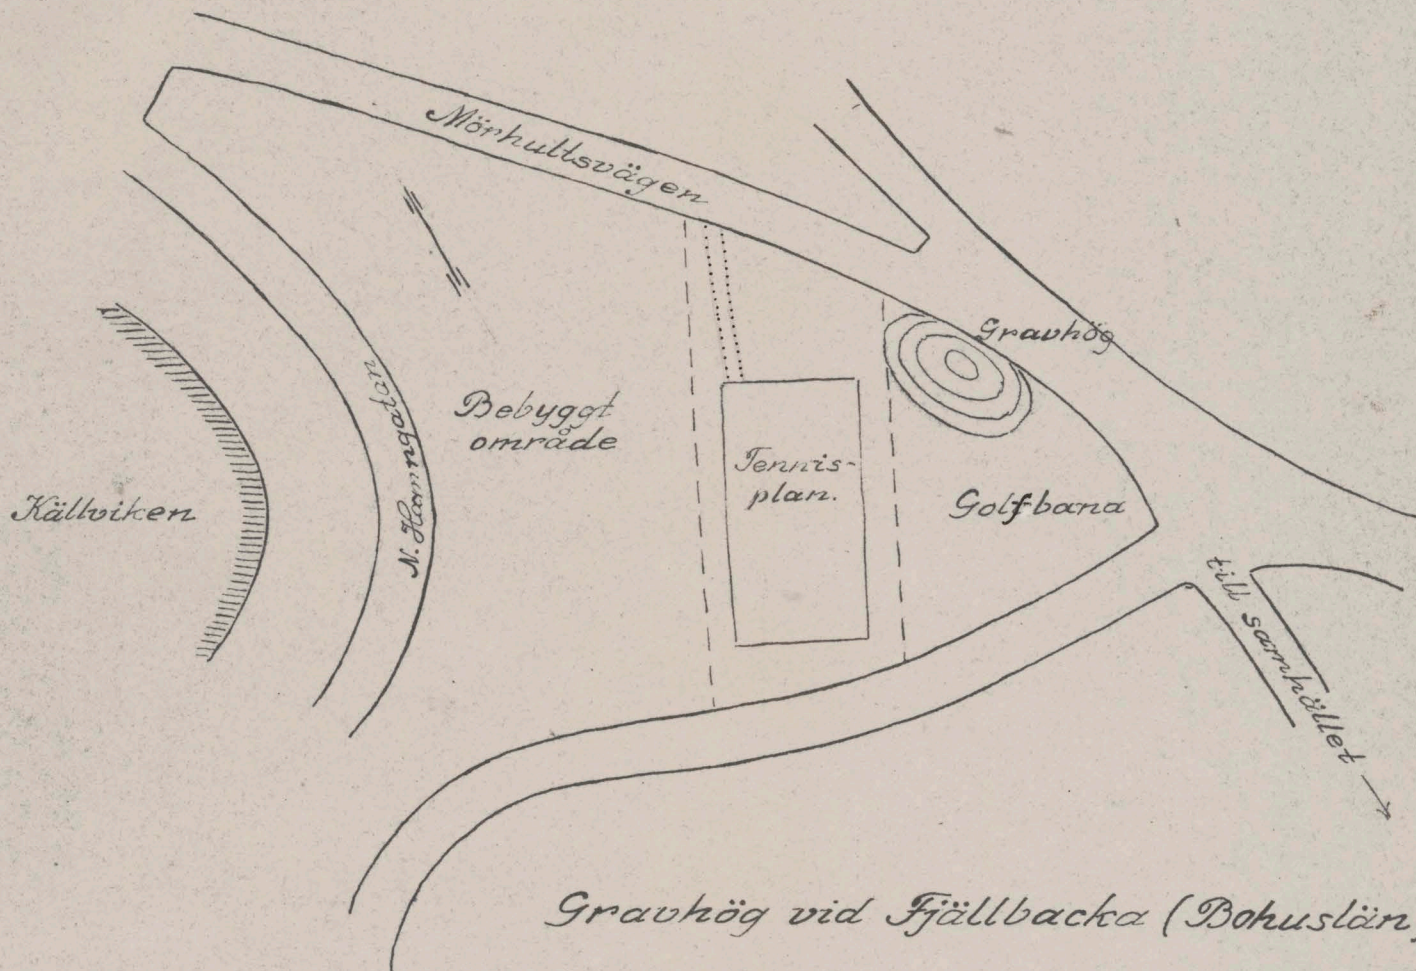 Mörhultsvägen
Gravhög
Bebyggt
område
N. Hamngatan
Tennis-
plan.
Källviken
Golfbana
till samhället
Gravhög vid Fjällbacka (Bohuslän)